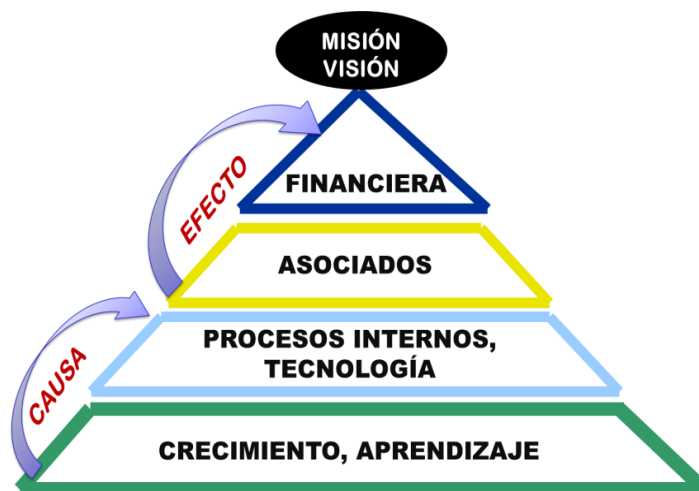 MISIÓN
VISIÓN
EFECTO
FINANCIERA
ASOCIADOS
CAUSA
PROCESOS INTERNOS,
TECNOLOGÍA
CRECIMIENTO, APRENDIZAJE